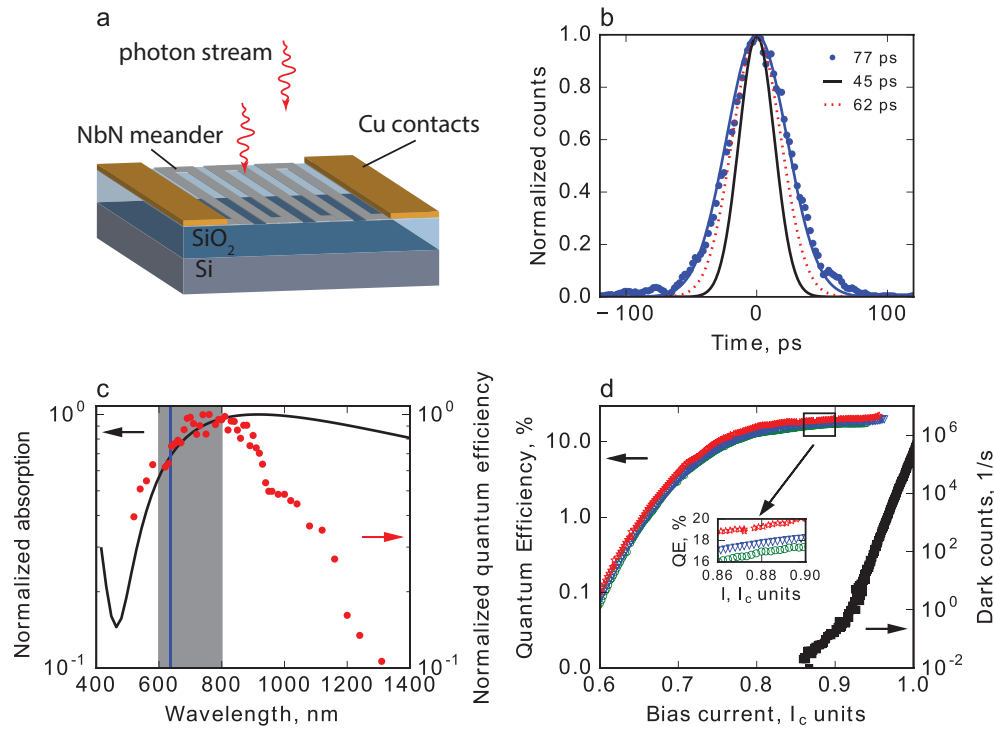 a
photon stream
NbN meander
Cu contacts
SiO2
Si
b
Normalized counts
1.0
0.8
0.6
0.4
0.2
0.0
77 ps
45 ps
62 ps
−100
0
100
Time, ps
c
Normalized absorption
10^0
10^-1
400
600
800
1000
1200
1400
Wavelength, nm
10^0
10^-1
Normalized quantum efficiency
d
Quantum Efficiency, %
10.0
1.0
0.1
0.0
0.6
0.7
0.8
0.9
1.0
Bias current, Ic units
10^6
10^4
10^2
10^0
10^-2
Dark counts, 1/s
QE, %
20
18
16
0.86
0.88
0.90
I, Ic units